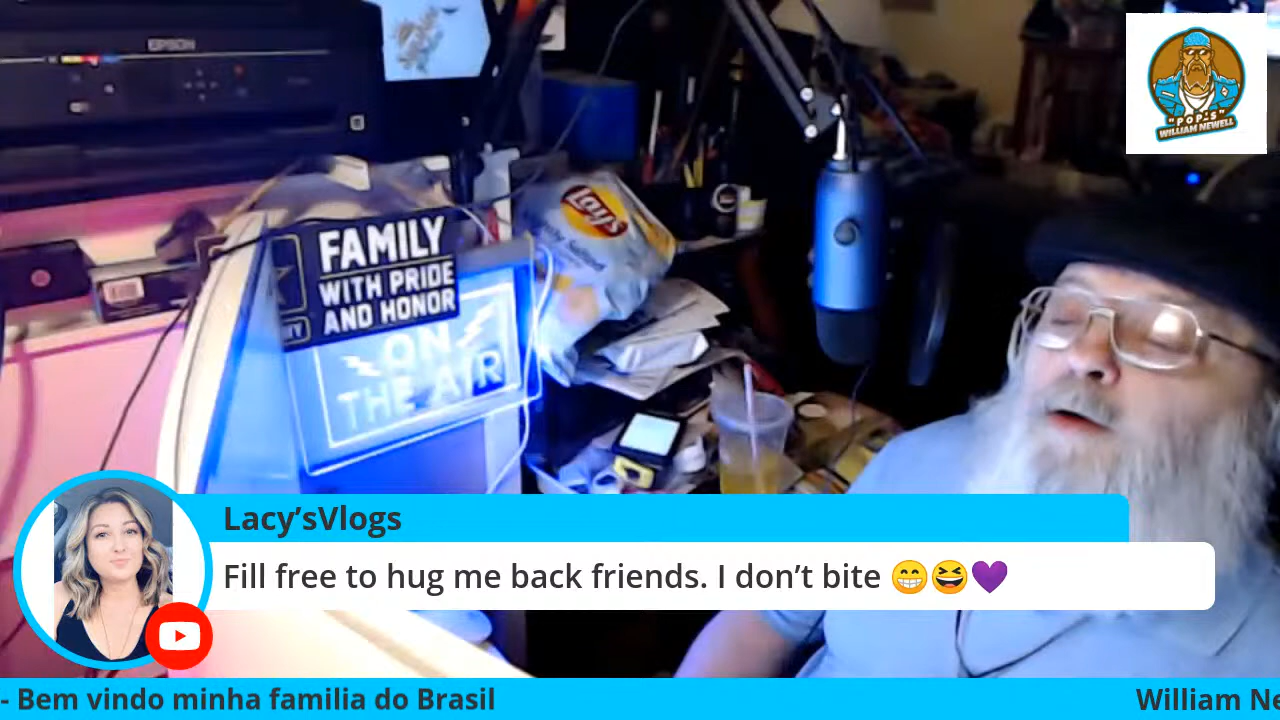 EPSON
"POP'S"
WILLIAM NEWELL
Lay's
FAMILY
WITH PRIDE
AND HONOR
ON
THE AIR
Lacy'sVlogs
Fill free to hug me back friends. I don't bite 😁😆💜
- Bem vindo minha familia do Brasil
William Ne